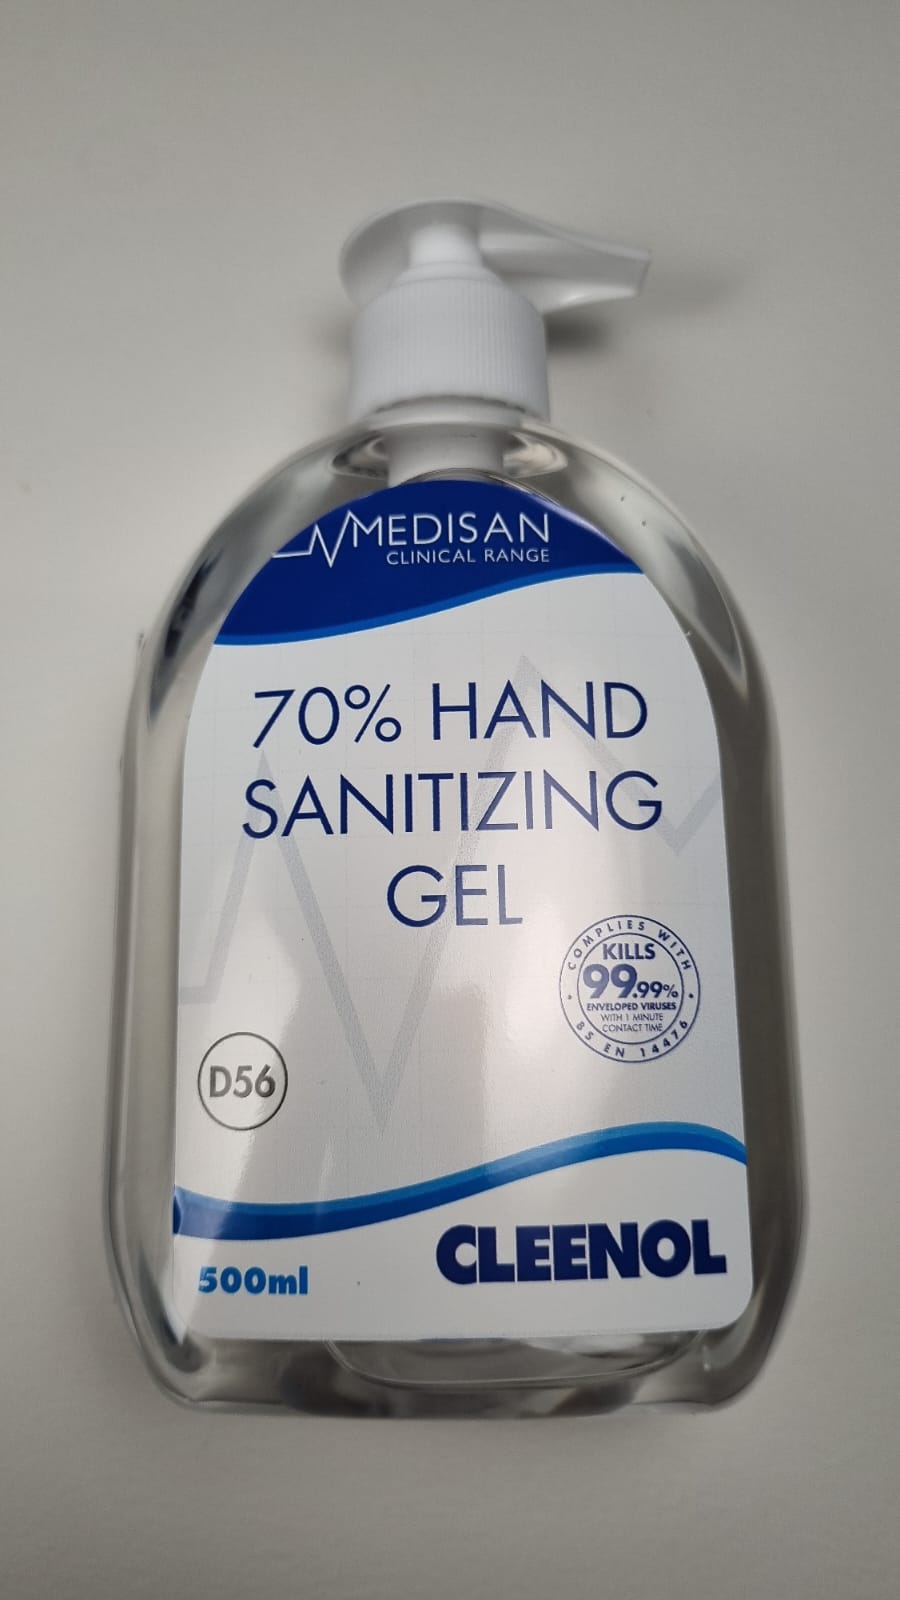 MEDISAN
CLINICAL RANGE
70% HAND
SANITIZING
GEL
COMPLIES WITH
KILLS
99.99%
ENVELOPED VIRUSES
WITH 1 MINUTE
CONTACT TIME
BS EN 14476
D56
CLEENOL
500ml